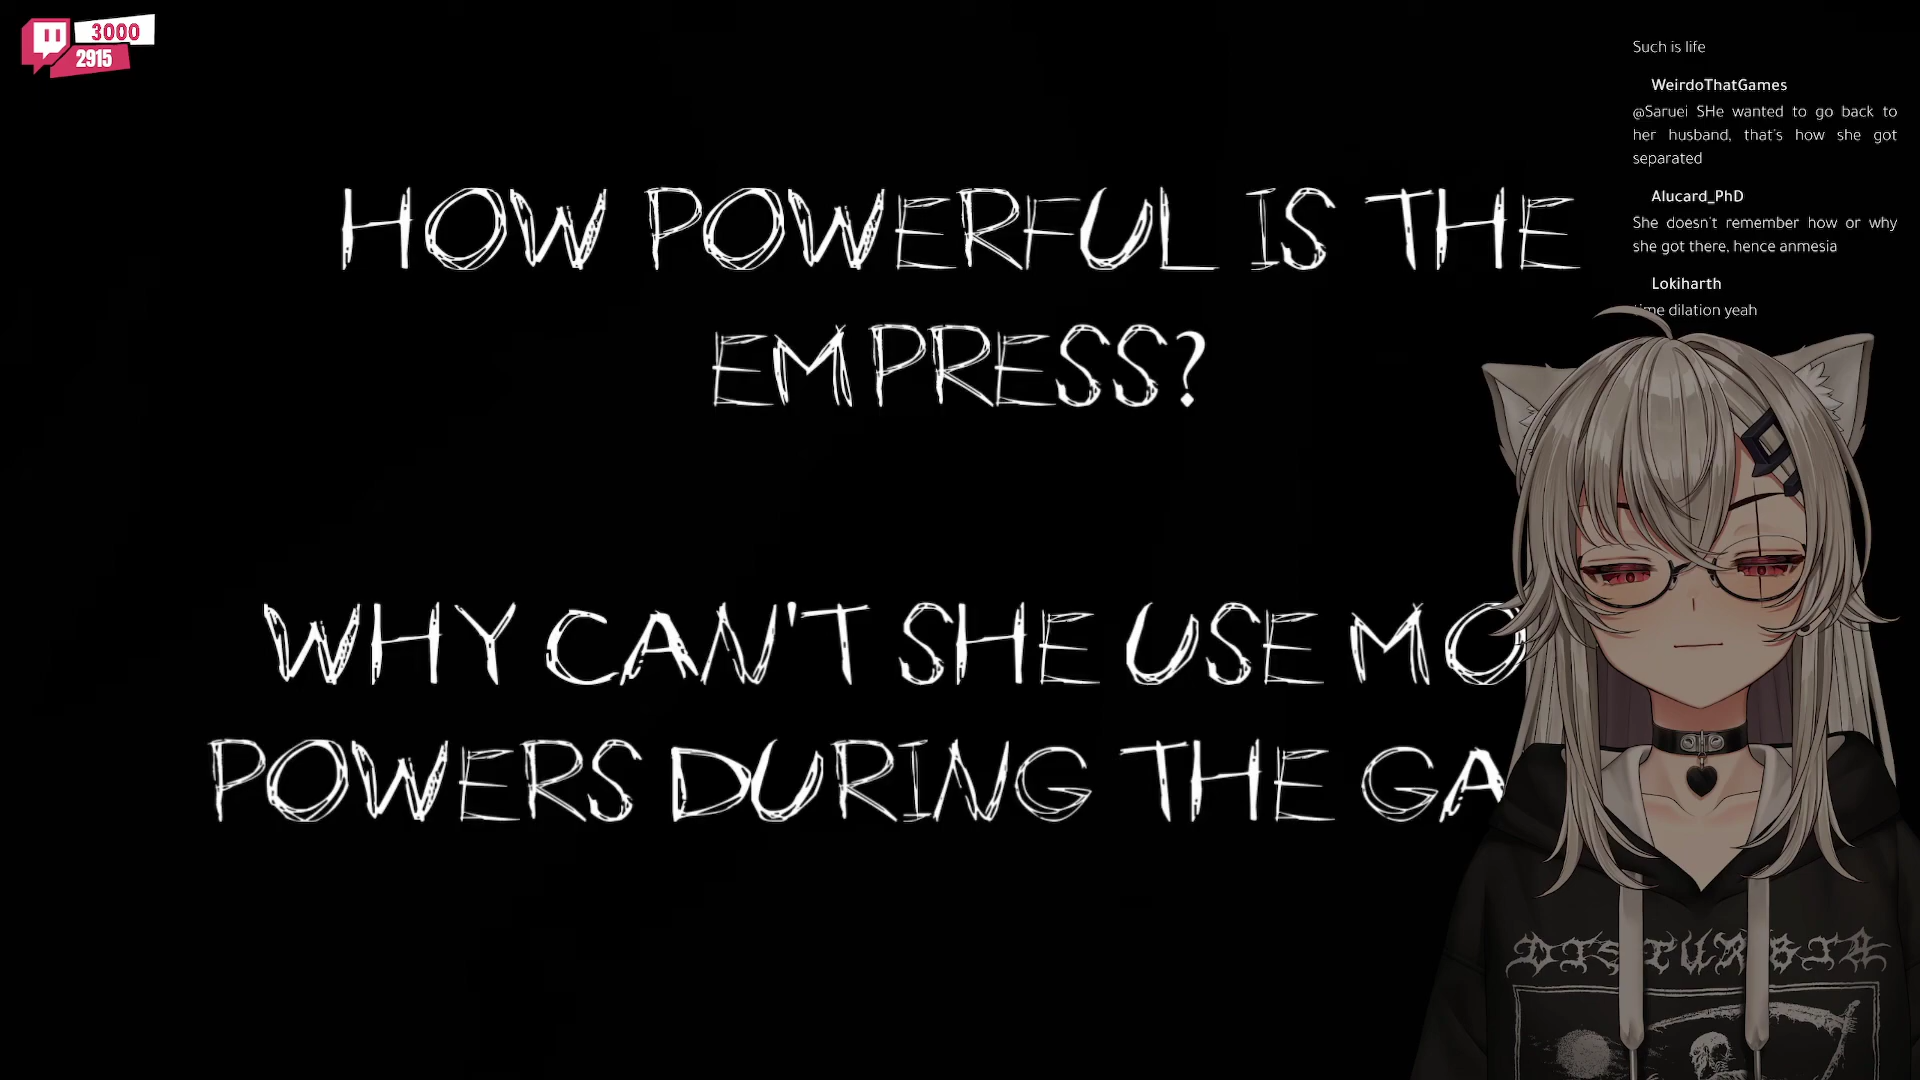 3000
2915
HOW POWERFUL IS THE
EMPRESS?
WHY CAN'T SHE USE
POWERS DURING THE
Such is life
WeirdoThatGames
@Saruei SHe wanted to go back to
her husband, that's how she got
separated
Alucard_PhD
She doesn't remember how or why
she got there, hence anmesia
Lokiharth
time dilation yeah
DISTURBIA